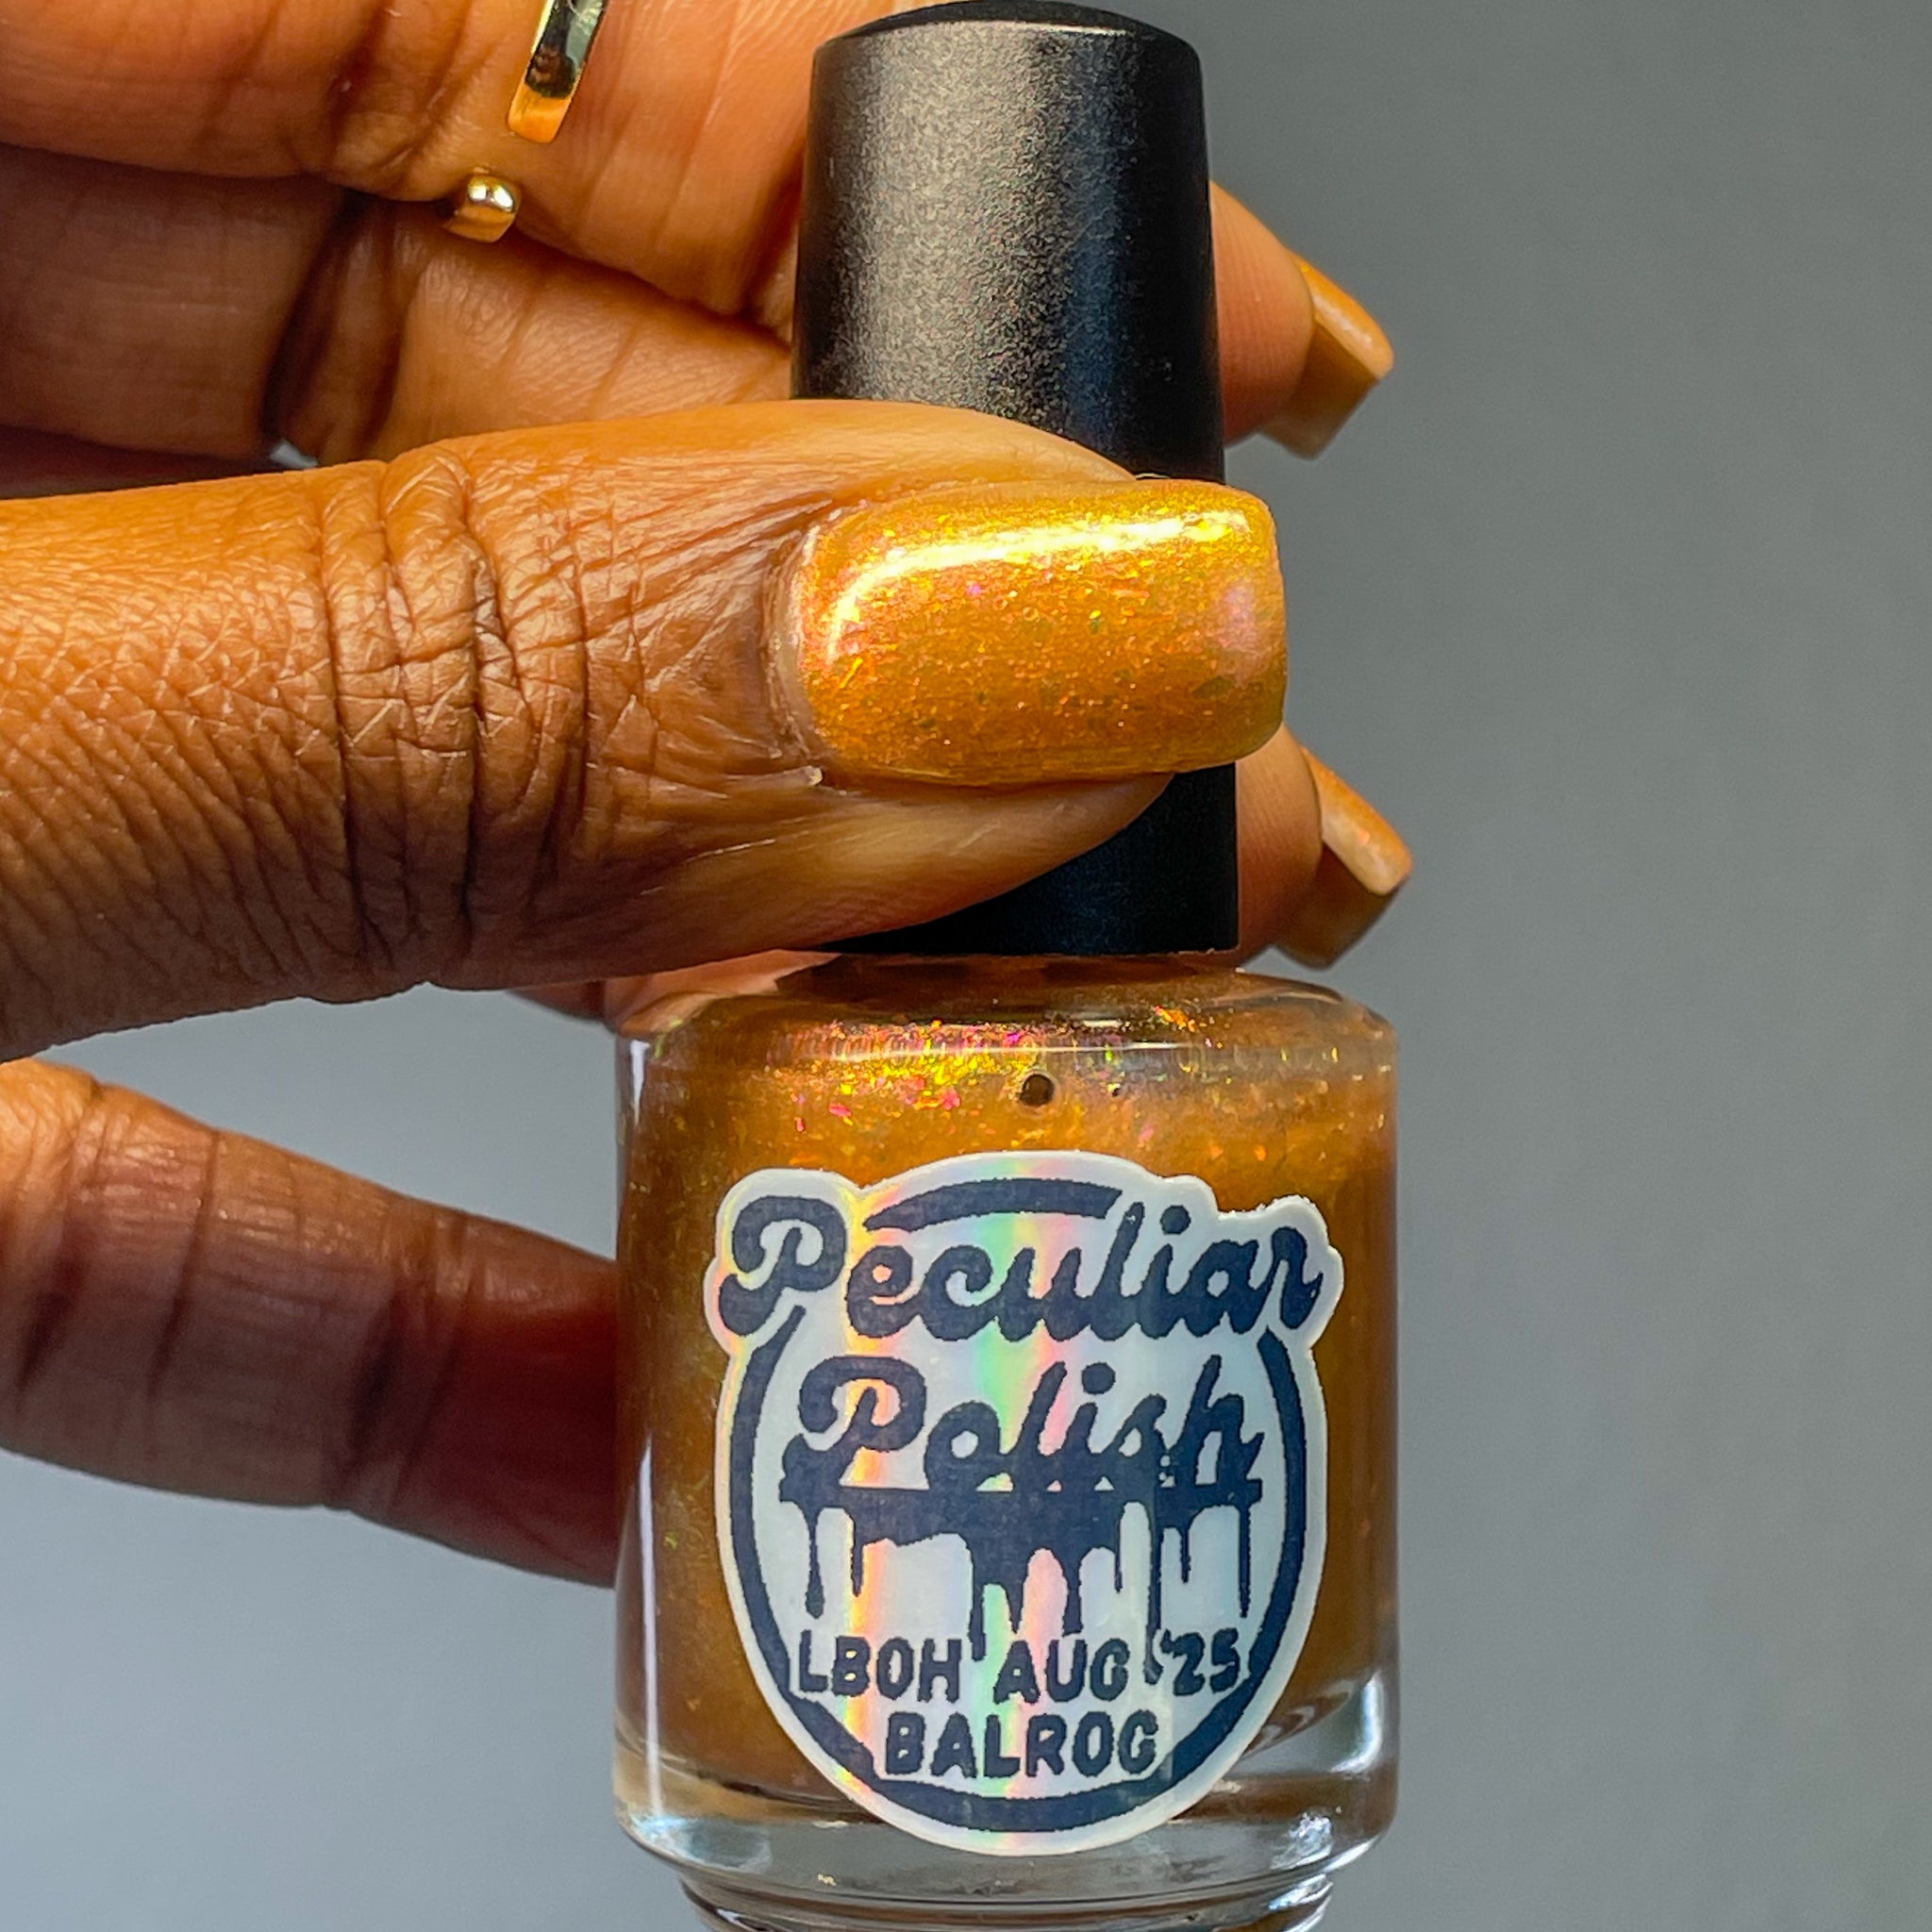 Peculiar
Polish
LBOH AUG '25
BALROG